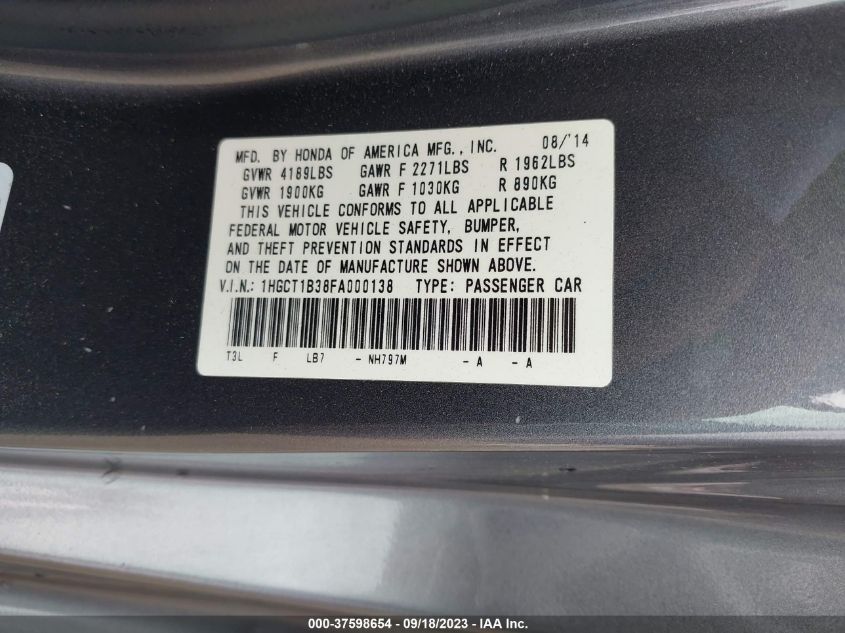 MFD. BY HONDA OF AMERICA MFG., INC. 08/'14
GVWR 4189LBS GAWR F 2271LBS R 1962LBS
GVWR 1900KG GAWR F 1030KG R 890KG
THIS VEHICLE CONFORMS TO ALL APPLICABLE
FEDERAL MOTOR VEHICLE SAFETY, BUMPER,
AND THEFT PREVENTION STANDARDS IN EFFECT
ON THE DATE OF MANUFACTURE SHOWN ABOVE.
V.I.N.: 1HGCT1B38FA000138 TYPE: PASSENGER CAR
T3L F LB7 - NH797M - A - A
000-37598654 - 09/18/2023 - IAA Inc.